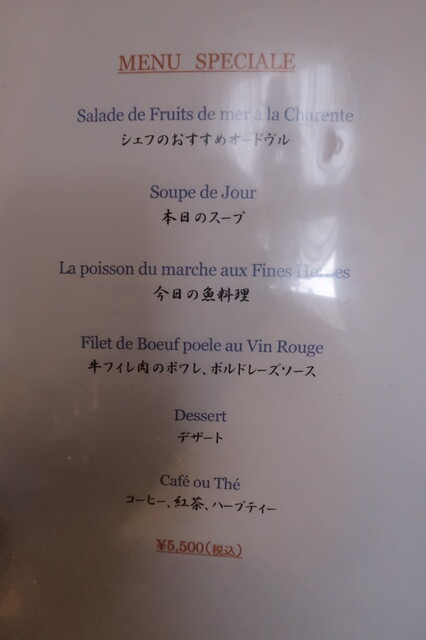 MENU SPECIALE
Salade de Fruits de mer à la Charente
シェフのおすすめオードヴル
Soupe de Jour
本日のスープ
La poisson du marche aux Fines Herbes
今日の魚料理
Filet de Boeuf poele au Vin Rouge
牛フィレ肉のポワレ、ボルドレーズソース
Dessert
デザート
Café ou Thé
コーヒー、紅茶、ハーブティー
¥5,500(税込)